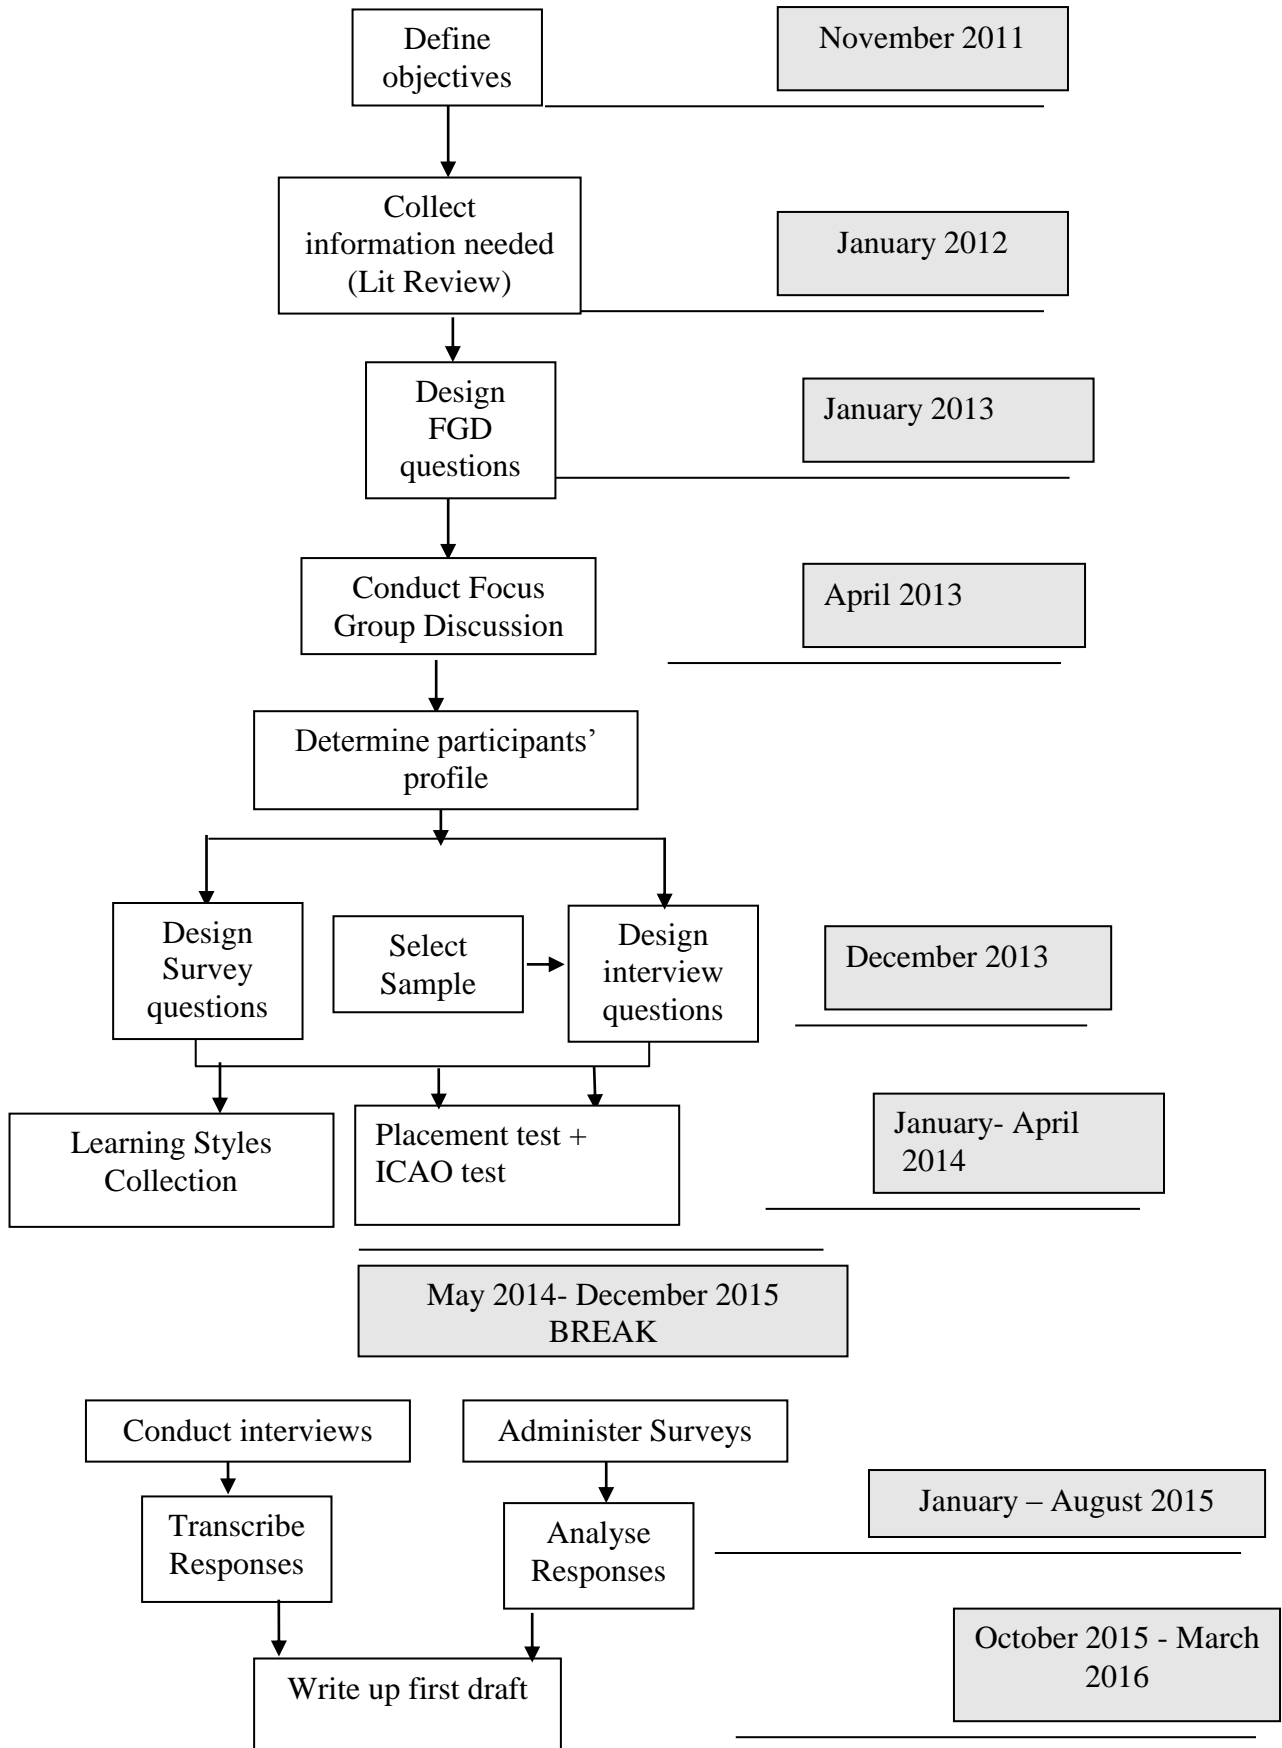 Define
objectives
November 2011
Collect
information needed
(Lit Review)
January 2012
Design
FGD
questions
January 2013
Conduct Focus
Group Discussion
April 2013
Determine participants’
profile
Design
Survey
questions
Select
Sample
Design
interview
questions
December 2013
Learning Styles
Collection
Placement test +
ICAO test
January- April
2014
May 2014- December 2015
BREAK
Conduct interviews
Administer Surveys
Transcribe
Responses
Analyse
Responses
January – August 2015
Write up first draft
October 2015 - March
2016